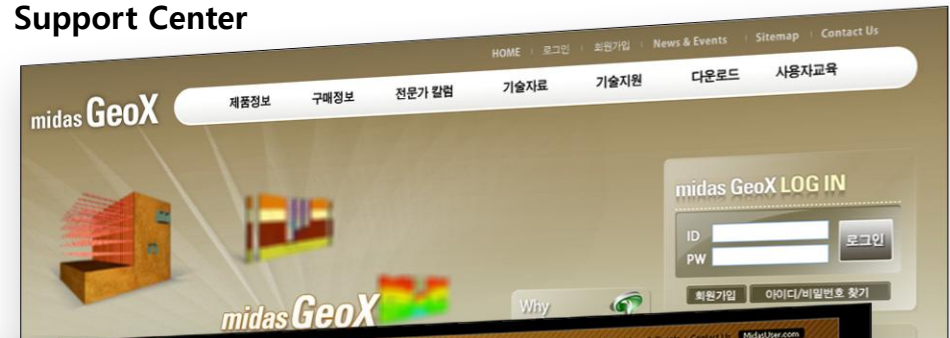 Support Center
HOME 로그인 회원가입 News & Events Sitemap Contact Us
midas GeoX 제품정보 구매정보 전문가 칼럼 기술자료 기술지원 다운로드 사용자교육
midas GeoX LOG IN
ID
로그인
PW
회원가입 아이디/비밀번호 찾기
midas GeoX
Why
Contact Us MidasUser.com